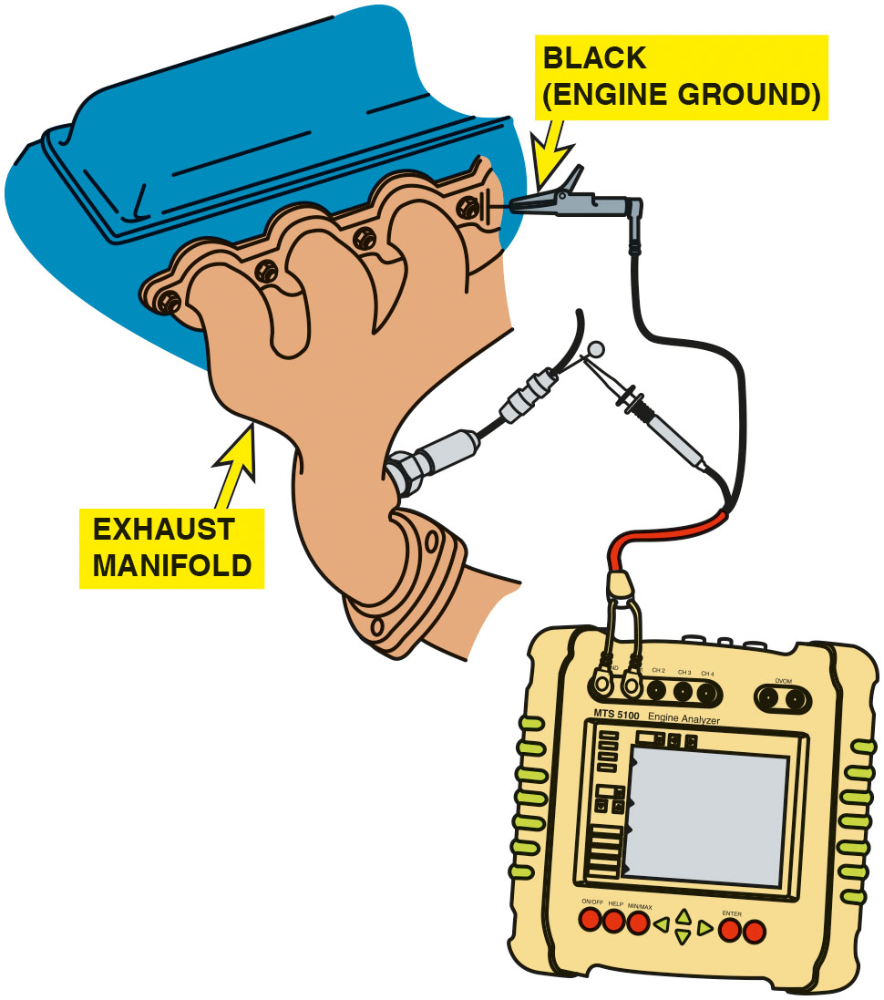 BLACK
(ENGINE GROUND)
EXHAUST
MANIFOLD
CH 2 CH 3 CH 4
DVOM
MTS 5100 Engine Analyzer
ON/OFF HELP MIN/MAX
ENTER